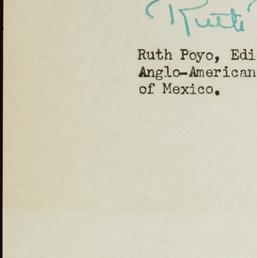 Ruth
Ruth Poyo, Edi
Anglo-American
of Mexico.